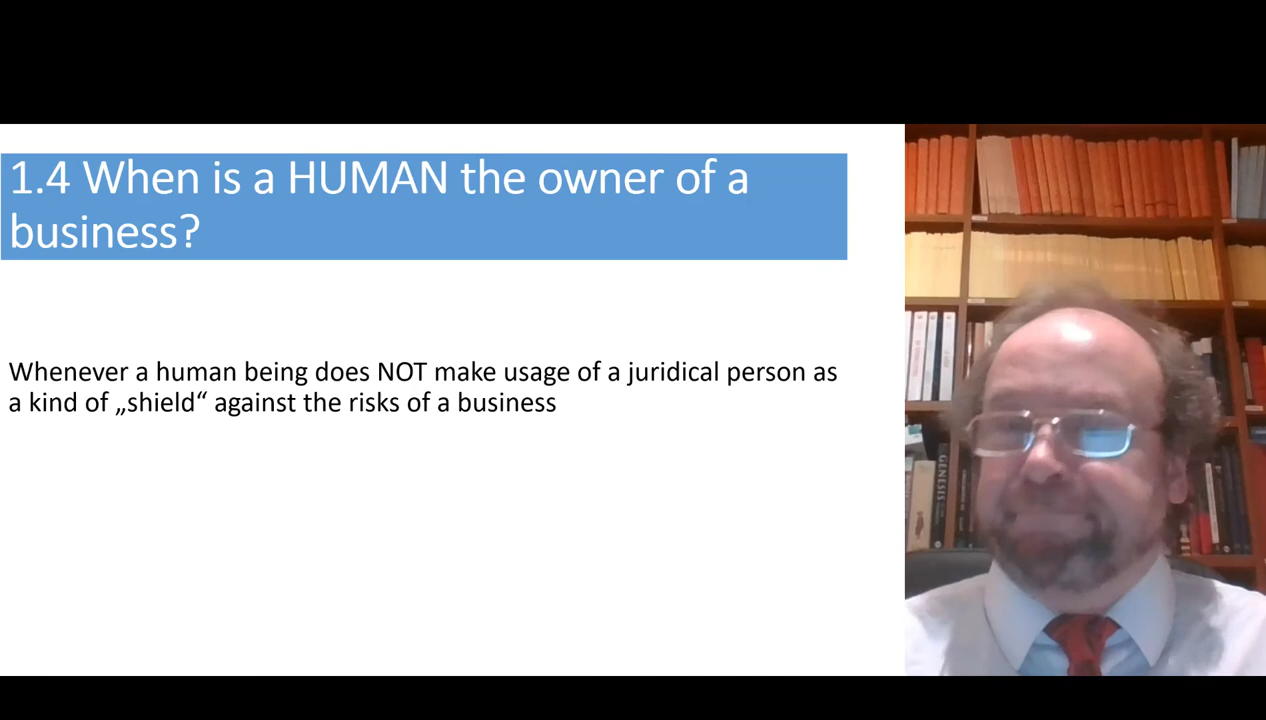 1.4 When is a HUMAN the owner of a
business?
Whenever a human being does NOT make usage of a juridical person as
a kind of „shield“ against the risks of a business
GENESIS